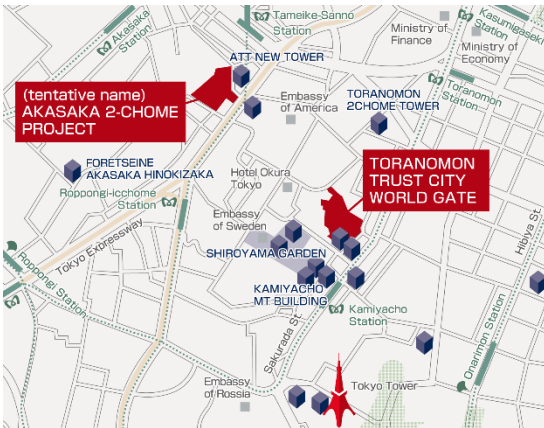 Akasaka
Station
Tameike-Sanno
Station
Kasumigaseki
Ministry of
Finance
Ministry of
Economy
ATT NEW TOWER
(tentative name)
AKASAKA 2-CHOME
PROJECT
Embassy
of America
TORANOMON
2CHOME TOWER
Toranomon
Station
FORETSEINE
AKASAKA HINOKIZAKA
Roppongi-icchome
Station
Hotel Okura
Tokyo
TORANOMON
TRUST CITY
WORLD GATE
Embassy
of Sweden
Tokyo Expressway
Roppongi Station
SHIROYAMA GARDEN
Hibiya St.
KAMIYACHO
MT BUILDING
Kamiyacho
Station
Sakurada St.
Onarimon Station
Embassy
of Rossia
Tokyo Tower